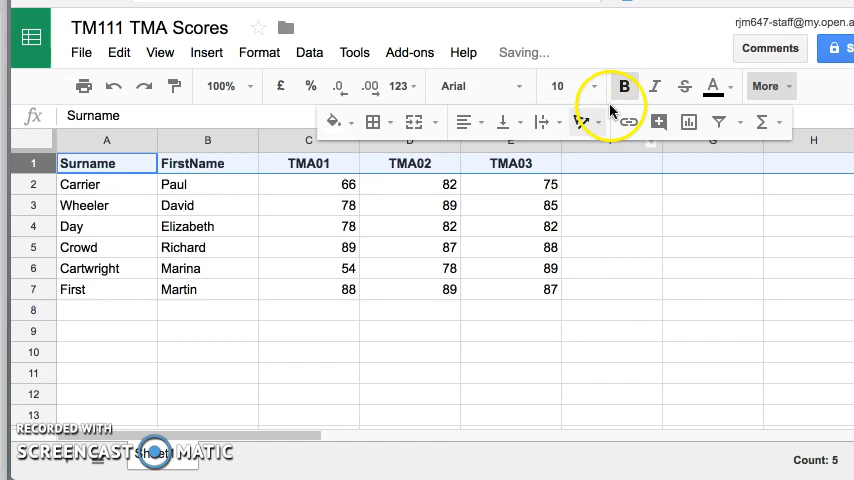 TM111 TMA Scores
rjm647-staff@my.open.a
File Edit View Insert Format Data Tools Add-ons Help Saving...
Comments S
100% £ % .0 .00 123 Arial 10 B I S A More
fx Surname
A B C D E F G H
1 Surname FirstName TMA01 TMA02 TMA03
2 Carrier Paul 66 82 75
3 Wheeler David 78 89 85
4 Day Elizabeth 78 82 82
5 Crowd Richard 89 87 88
6 Cartwright Marina 54 78 89
7 First Martin 88 89 87
8
9
10
11
12
13
RECORDED WITH
SCREENCAST MATIC
Sheet1
Count: 5